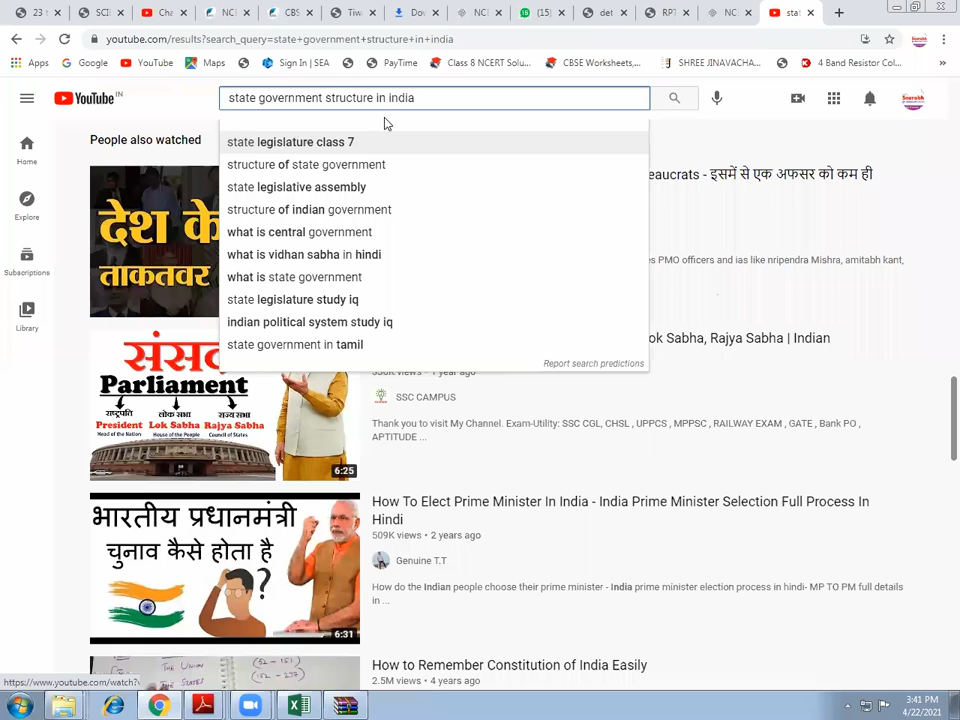 23
SCI
Cha
NCI
CBS
Tiw
Dov
NC
(15)
det
RPT
NC
stat
youtube.com/results?search_query=state+government+structure+in+india
Apps
Google
YouTube
Maps
Sign In | SEA
PayTime
Class 8 NCERT Solu...
CBSE Worksheets,...
SHREE JINAVACHA...
4 Band Resistor Col...
YouTube IN
state government structure in india
state legislature class 7
structure of state government
state legislative assembly
structure of indian government
what is central government
what is vidhan sabha in hindi
what is state government
state legislature study iq
indian political system study iq
state government in tamil
Report search predictions
Home
Explore
Subscriptions
Library
People also watched
देश के
ताकतवर
eaucrats - इसमें से एक अफसर को कम ही
es PMO officers and ias like nripendra Mishra, amitabh kant,
संसद
Parliament
राष्ट्रपति
लोक सभा
राज्य सभा
President
Lok Sabha
Rajya Sabha
Head of the Nation
House of the People
Council of States
6:25
ok Sabha, Rajya Sabha | Indian
views • 1 year ago
SSC CAMPUS
Thank you to visit My Channel. Exam-Utility: SSC CGL, CHSL , UPPCS , MPPSC , RAILWAY EXAM , GATE , Bank PO ,
APTITUDE ...
भारतीय प्रधानमंत्री
चुनाव कैसे होता है
?
6:31
How To Elect Prime Minister In India - India Prime Minister Selection Full Process In
Hindi
509K views • 2 years ago
Genuine T.T
How do the Indian people choose their prime minister - India prime minister election process in hindi- MP TO PM full details
in ...
THE UNION
THE STATES
(52 - 151)
(152 - 237)
How to Remember Constitution of India Easily
2.5M views • 4 years ago
https://www.youtube.com/watch?
3:41 PM
4/22/2021